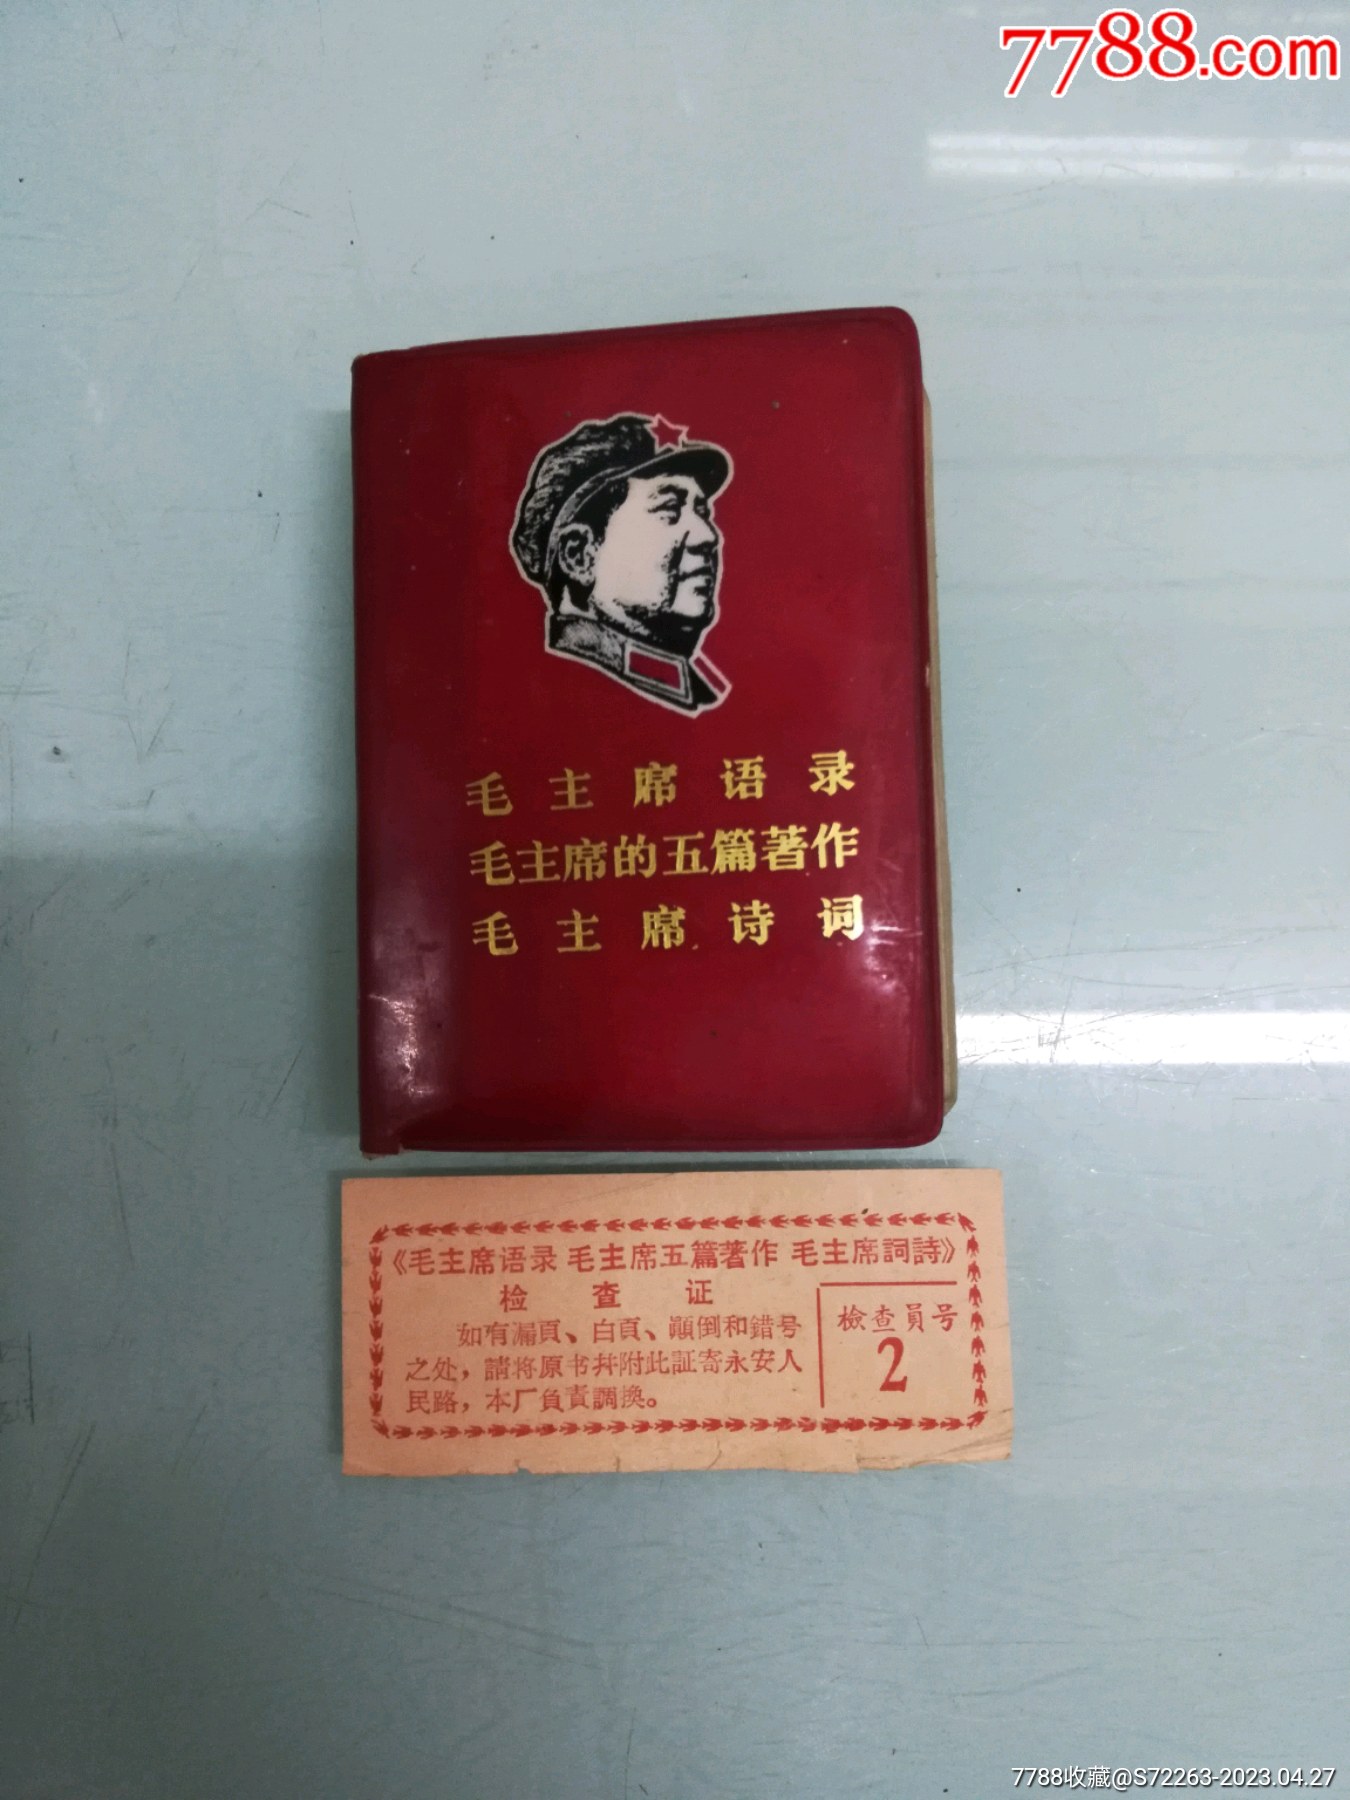 7788.com
毛主席语录
毛主席的五篇著作
毛主席诗词
《毛主席语录 毛主席五篇著作 毛主席詞詩》
检查证
如有漏頁、白頁、顚倒和錯号
之处，請将原书幷附此証寄永安人
民路，本厂負責調換。
檢查員号
2
7788收藏@S72263-2023.04.27